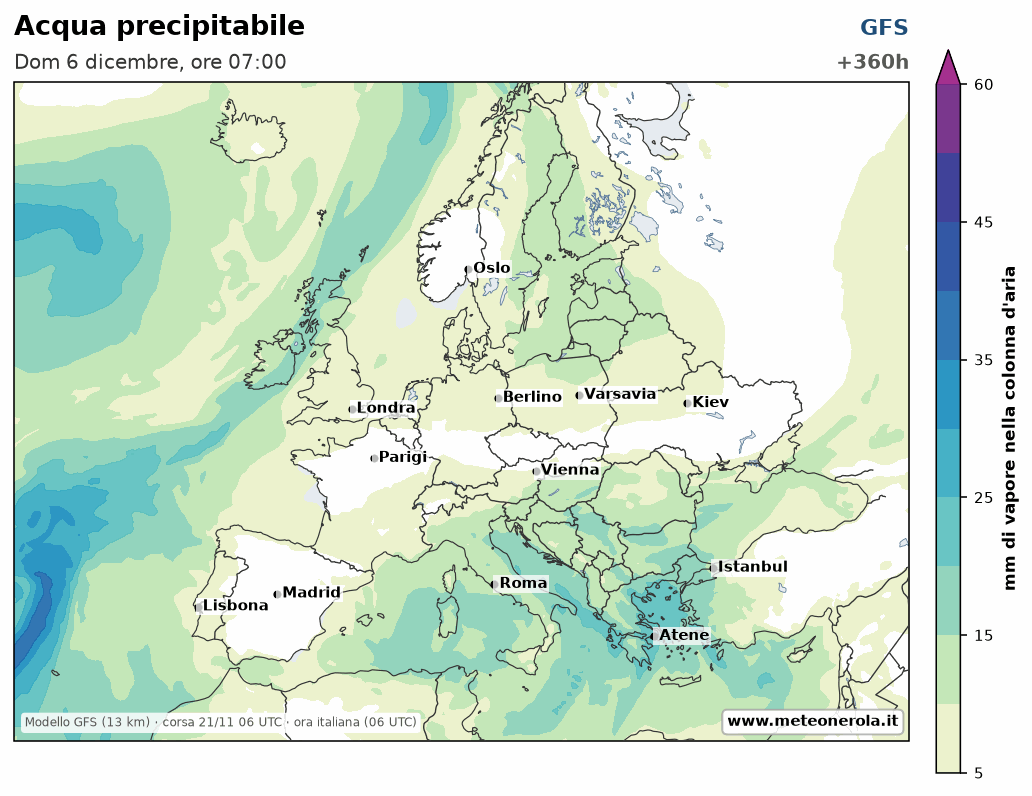 Acqua precipitabile
GFS
Dom 6 dicembre, ore 07:00
+360h
60
45
35
25
15
5
mm di vapore nella colonna d'aria
Oslo
Londra
Berlino
Varsavia
Kiev
Parigi
Vienna
Roma
Istanbul
Madrid
Lisbona
Atene
Modello GFS (13 km) · corsa 21/11 06 UTC · ora italiana (06 UTC)
www.meteonerola.it